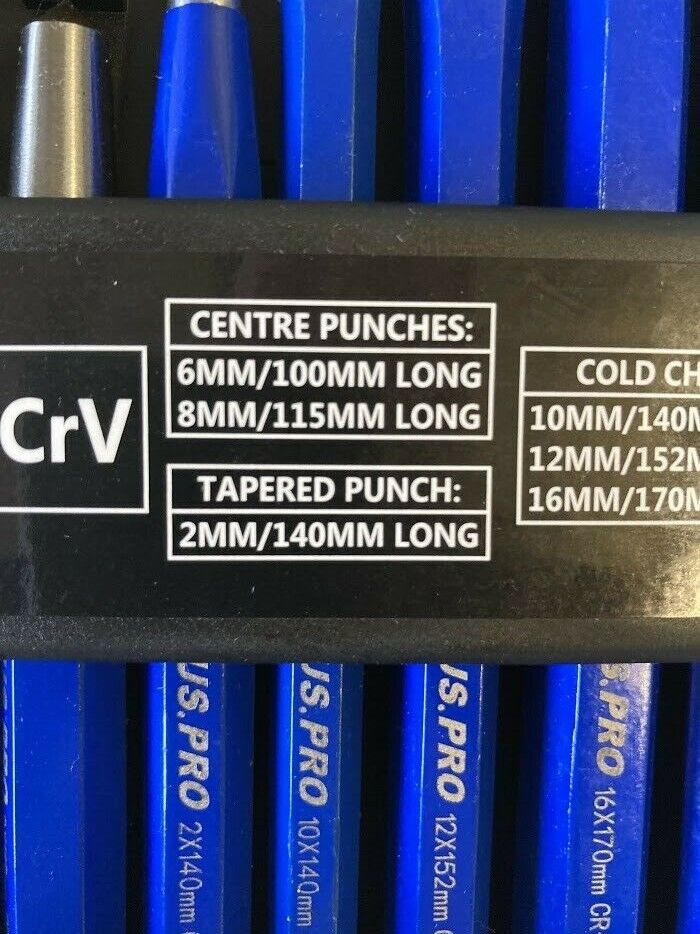 CrV
CENTRE PUNCHES:
6MM/100MM LONG
8MM/115MM LONG
TAPERED PUNCH:
2MM/140MM LONG
COLD CH
10MM/140M
12MM/152M
16MM/170M
US.PRO 2X140mm
US.PRO 10X140mm
US.PRO 12X152mm
S.PRO 16X170mm CR